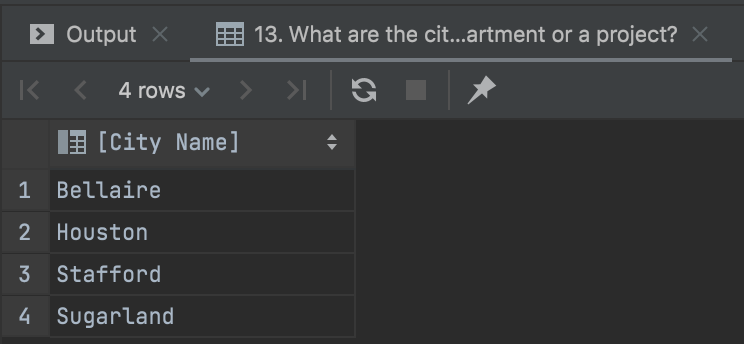 Output 13. What are the cit...artment or a project?
4 rows
[City Name]
1 Bellaire
2 Houston
3 Stafford
4 Sugarland